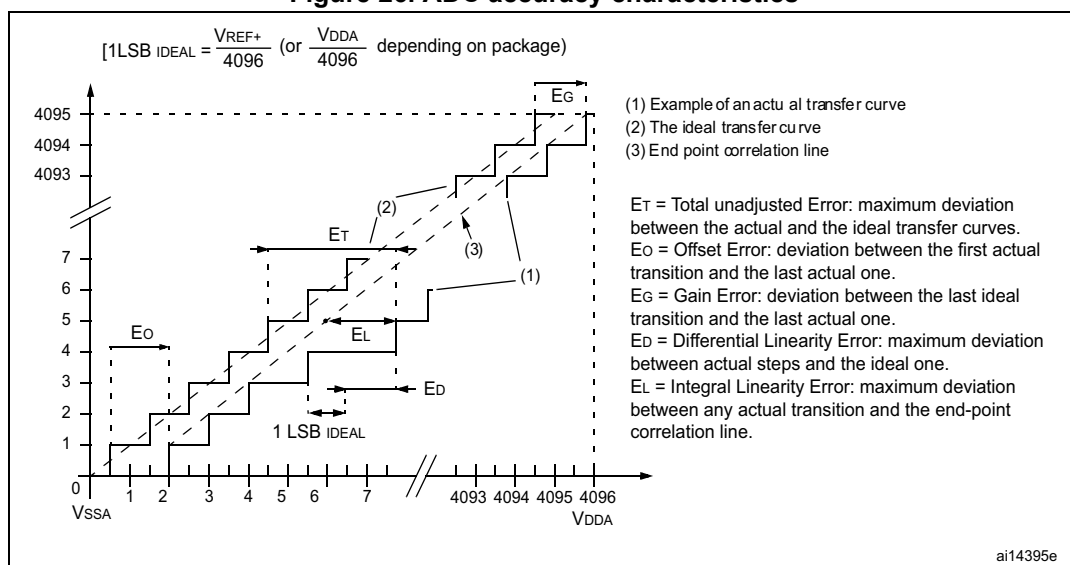 [1LSB IDEAL = VREF+ / 4096 (or VDDA / 4096 depending on package)
EG
4095
4094
4093
(1) Example of an actu al transfer curve
(2) The ideal transfer curve
(3) End point correlation line
(2)
ET
(3)
(1)
7
6
5
4
3
2
1
0
EO
EL
ED
1 LSB IDEAL
ET = Total unadjusted Error: maximum deviation
between the actual and the ideal transfer curves.
EO = Offset Error: deviation between the first actual
transition and the last actual one.
EG = Gain Error: deviation between the last ideal
transition and the last actual one.
ED = Differential Linearity Error: maximum deviation
between actual steps and the ideal one.
EL = Integral Linearity Error: maximum deviation
between any actual transition and the end-point
correlation line.
1 2 3 4 5 6 7 4093 4094 4095 4096
VSSA
VDDA
ai14395e